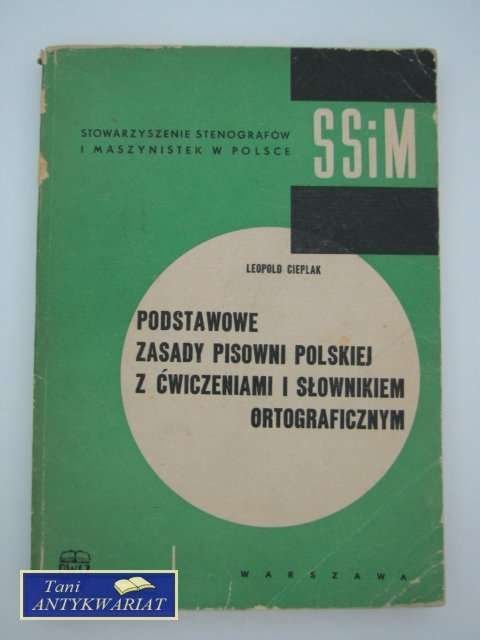 STOWARZYSZENIE STENOGRAFÓW
I MASZYNISTEK W POLSCE
SSiM
LEOPOLD CIEPLAK
PODSTAWOWE
ZASADY PISOWNI POLSKIEJ
Z ĆWICZENIAMI I SŁOWNIKIEM
ORTOGRAFICZNYM
WARSZAWA
Tani
ANTYKWARIAT